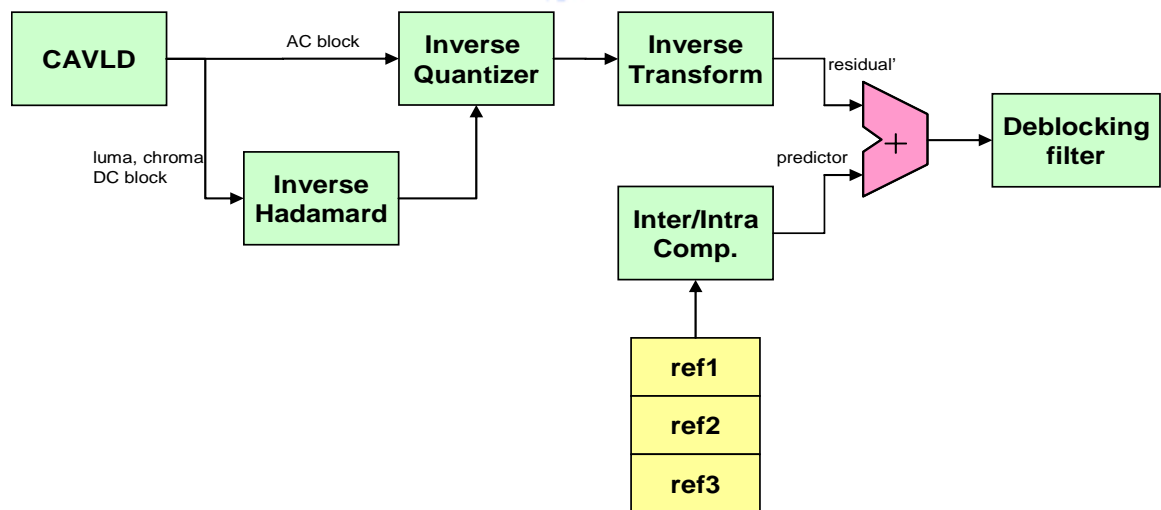 CAVLD
AC block
Inverse
Quantizer
Inverse
Transform
residual’
+
Deblocking
filter
luma, chroma
DC block
Inverse
Hadamard
predictor
Inter/Intra
Comp.
ref1
ref2
ref3